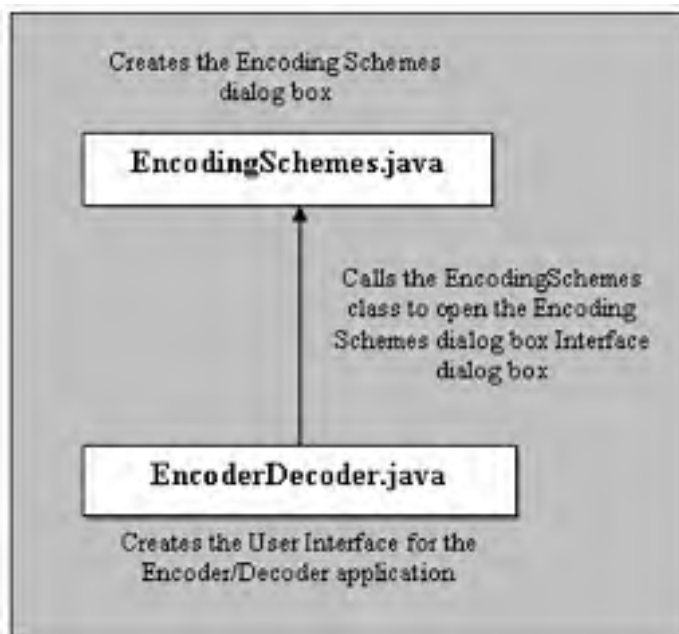 Creates the Encoding Schemes
dialog box
EncodingSchemes.java
Calls the EncodingSchemes
class to open the Encoding
Schemes dialog box Interface
dialog box
EncoderDecoder.java
Creates the User Interface for the
Encoder/Decoder application